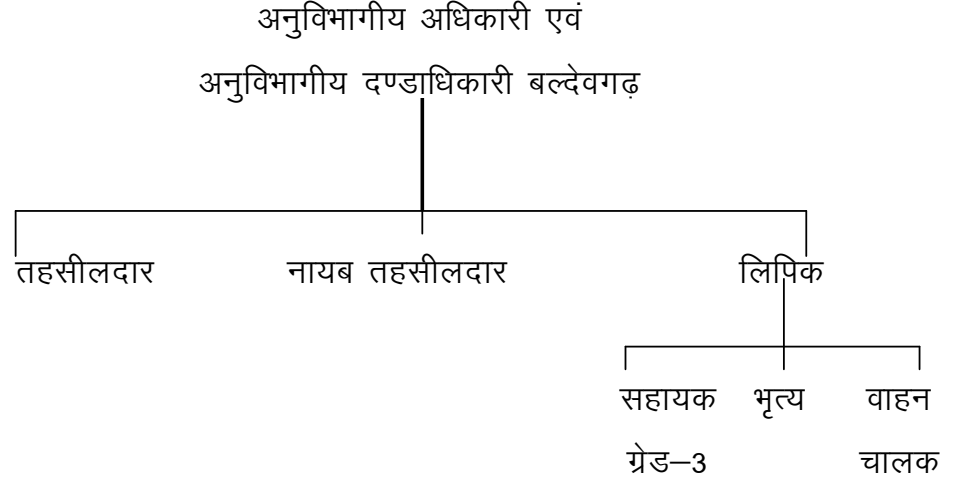 अनुविभागीय अधिकारी एवं
अनुविभागीय दण्डाधिकारी बल्देवगढ़
तहसीलदार नायब तहसीलदार लिपिक
सहायक भृत्य वाहन
ग्रेड–3 चालक